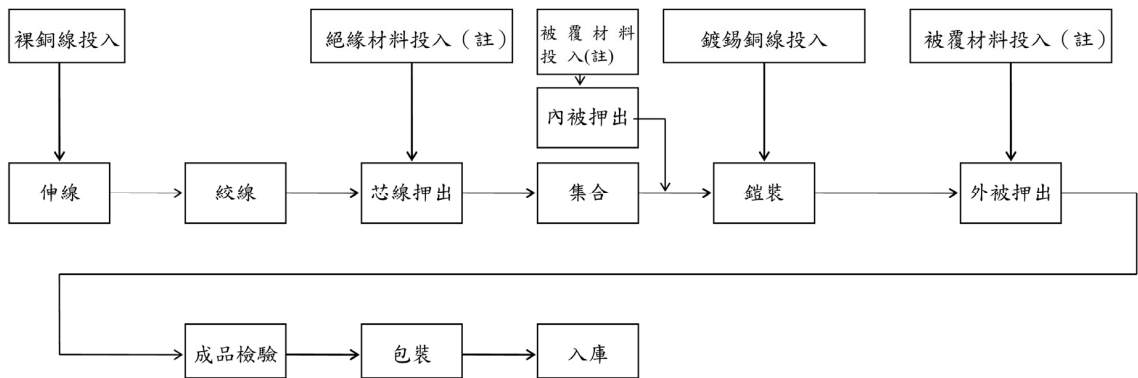 裸銅線投入
絕緣材料投入（註）
被覆材料
投入(註)
鍍錫銅線投入
被覆材料投入（註）
內被押出
伸線
絞線
芯線押出
集合
鎧裝
外被押出
成品檢驗
包裝
入庫